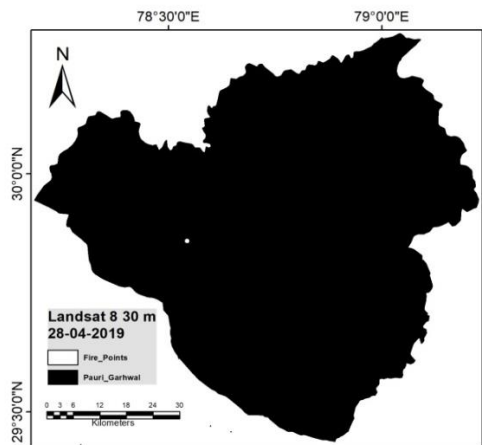 78°30'0"E 79°0'0"E
N
30°0'0"N
29°30'0"N
Landsat 8 30 m
28-04-2019
Fire_Points
Pauri_Garhwal
0 3 6 12 18 24 30
Kilometers